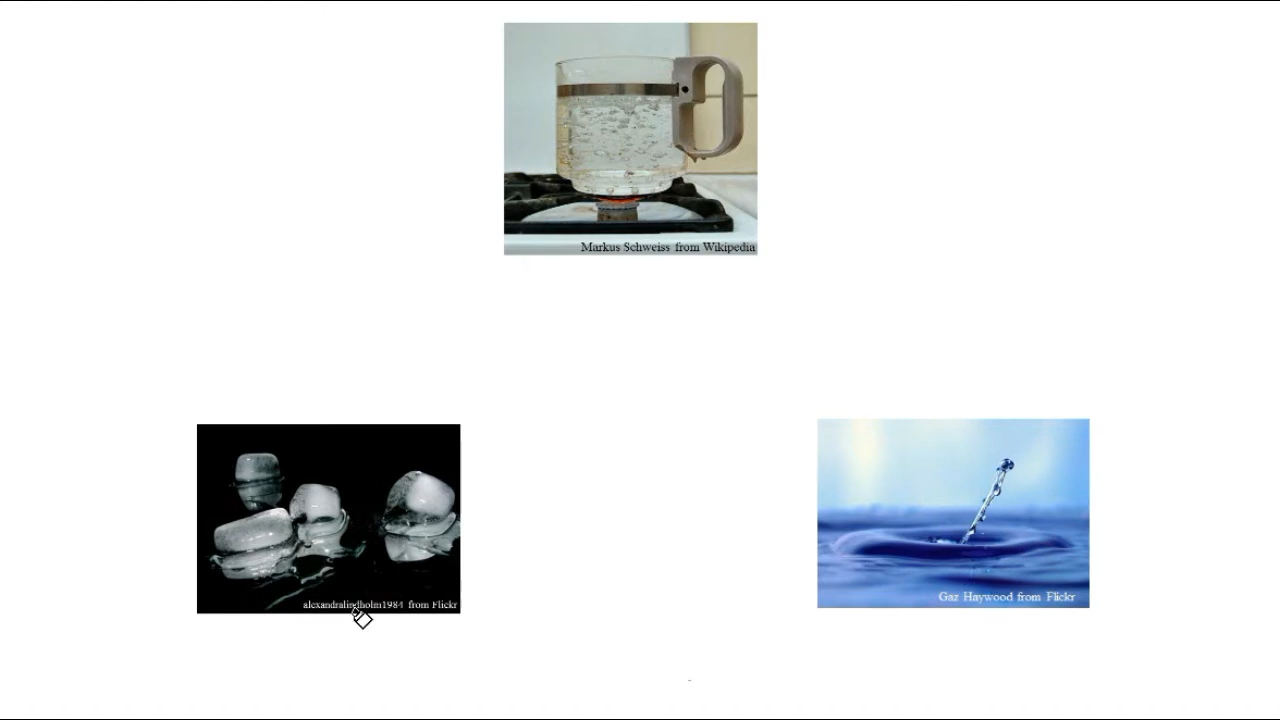 Markus Schweiss from Wikipedia
alexandralindholm1984 from Flickr
Gaz Haywood from Flickr